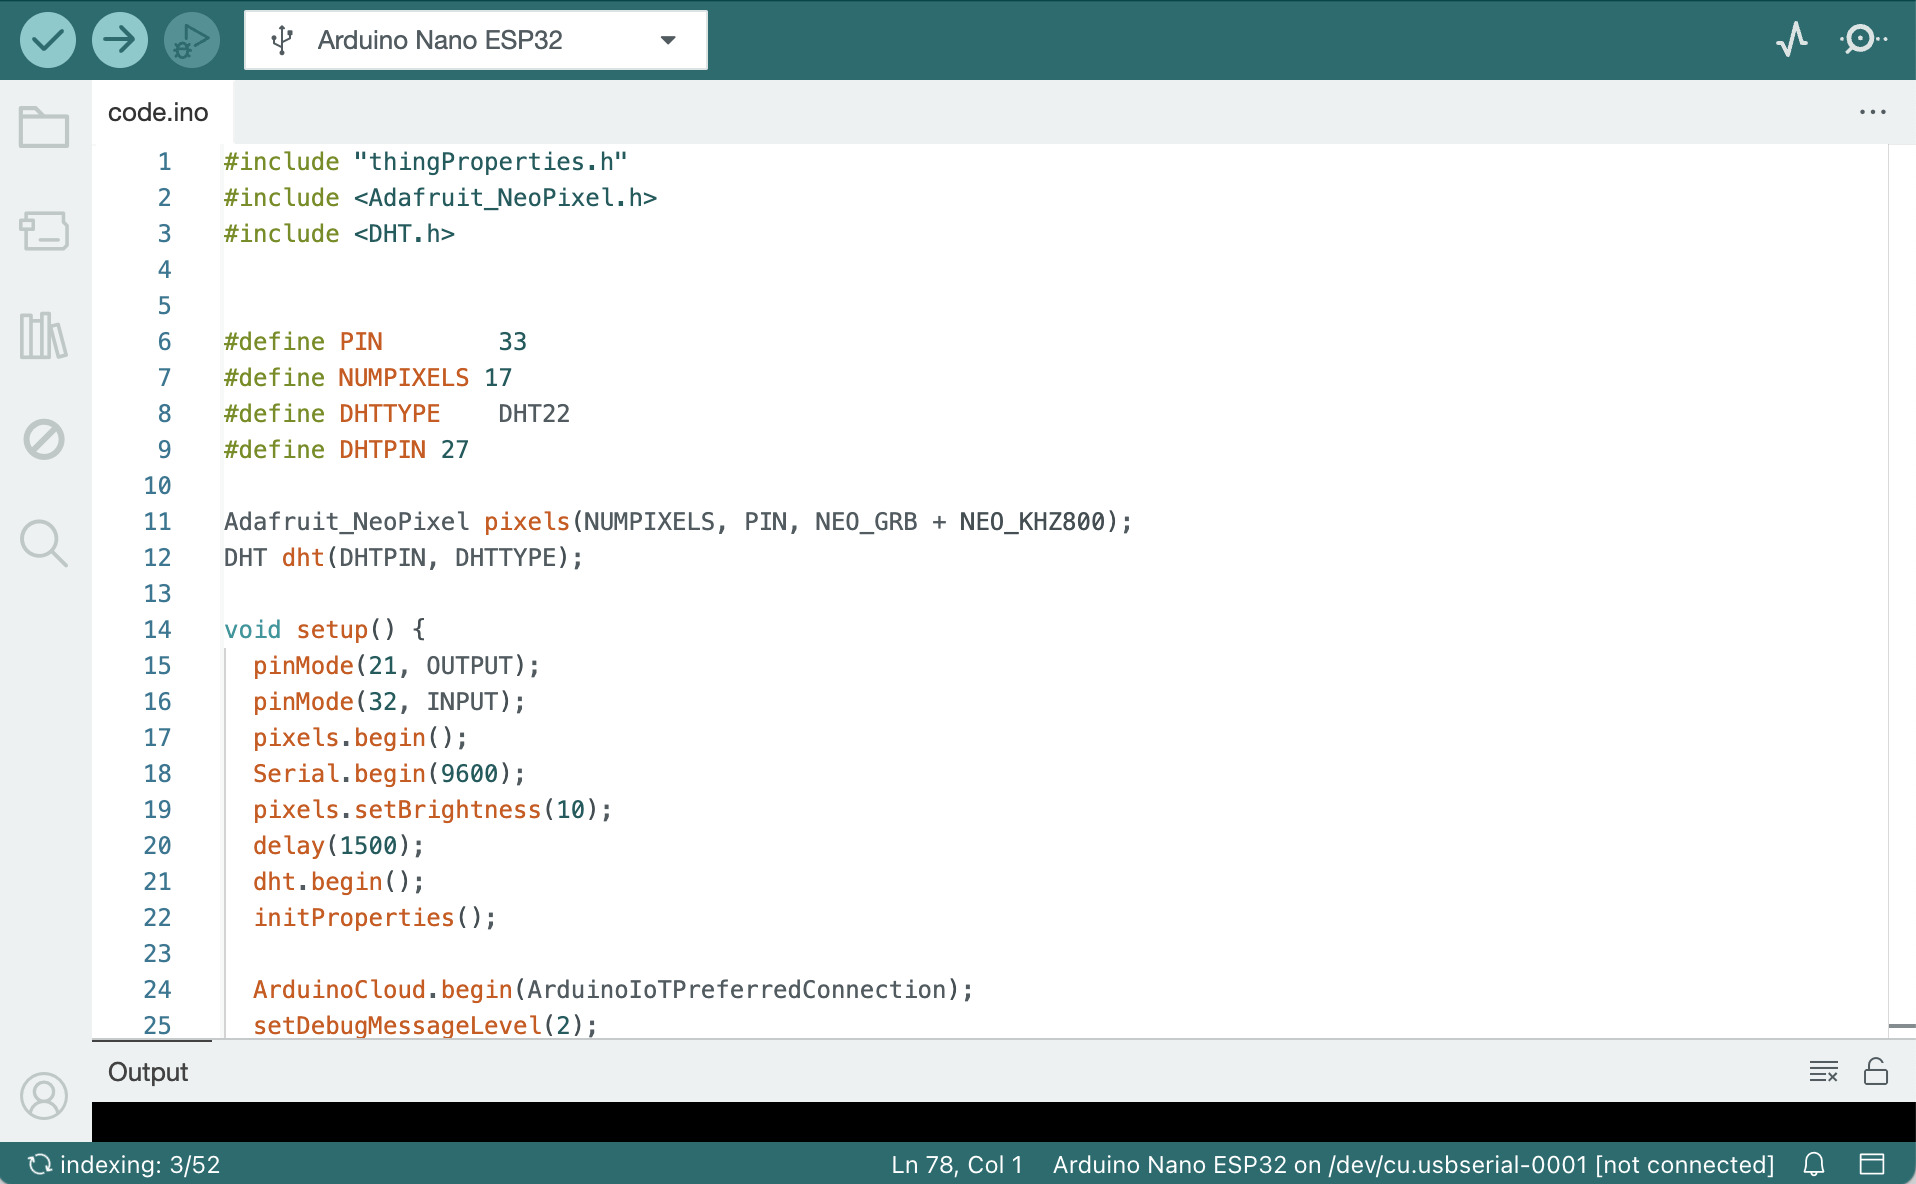 Arduino Nano ESP32
code.ino
1 #include "thingProperties.h"
2 #include <Adafruit_NeoPixel.h>
3 #include <DHT.h>
4
5
6 #define PIN        33
7 #define NUMPIXELS 17
8 #define DHTTYPE    DHT22
9 #define DHTPIN 27
10
11 Adafruit_NeoPixel pixels(NUMPIXELS, PIN, NEO_GRB + NEO_KHZ800);
12 DHT dht(DHTPIN, DHTTYPE);
13
14 void setup() {
15   pinMode(21, OUTPUT);
16   pinMode(32, INPUT);
17   pixels.begin();
18   Serial.begin(9600);
19   pixels.setBrightness(10);
20   delay(1500);
21   dht.begin();
22   initProperties();
23
24   ArduinoCloud.begin(ArduinoIoTPreferredConnection);
25   setDebugMessageLevel(2);
Output
indexing: 3/52 Ln 78, Col 1 Arduino Nano ESP32 on /dev/cu.usbserial-0001 [not connected]